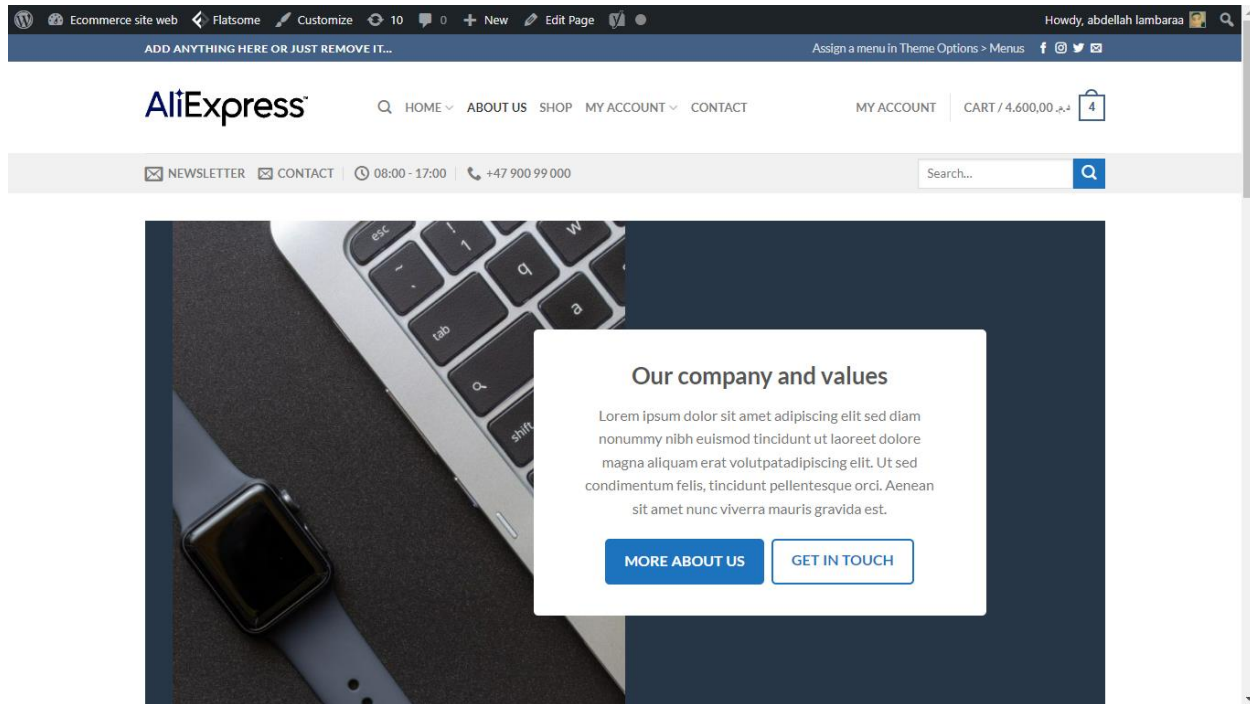 Ecommerce site web Flatsome Customize 10 0 New Edit Page Howdy, abdellah lambaraa
ADD ANYTHING HERE OR JUST REMOVE IT... Assign a menu in Theme Options > Menus
AliExpress™ HOME ABOUT US SHOP MY ACCOUNT CONTACT MY ACCOUNT CART / 4.600,00 د.م. 4
NEWSLETTER CONTACT 08:00 - 17:00 +47 900 99 000 Search...
esc
! 1
W
~
q
tab
a
shift
Our company and values
Lorem ipsum dolor sit amet adipiscing elit sed diam
nonummy nibh euismod tincidunt ut laoreet dolore
magna aliquam erat volutpatadipiscing elit. Ut sed
condimentum felis, tincidunt pellentesque orci. Aenean
sit amet nunc viverra mauris gravida est.
MORE ABOUT US GET IN TOUCH